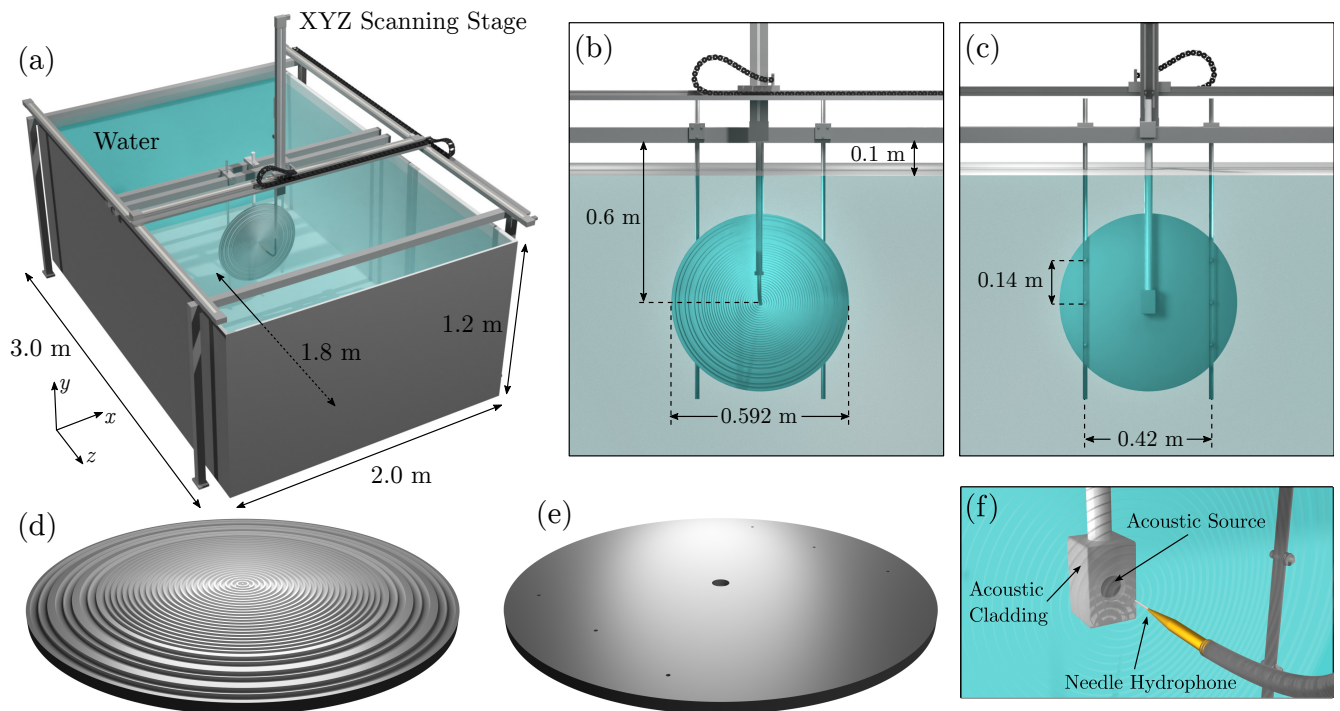 XYZ Scanning Stage
(a)
Water
3.0 m
1.8 m
1.2 m
2.0 m
y
x
z
(b)
0.1 m
0.6 m
0.592 m
(c)
0.14 m
0.42 m
(d)
(e)
(f)
Acoustic Source
Acoustic
Cladding
Needle Hydrophone